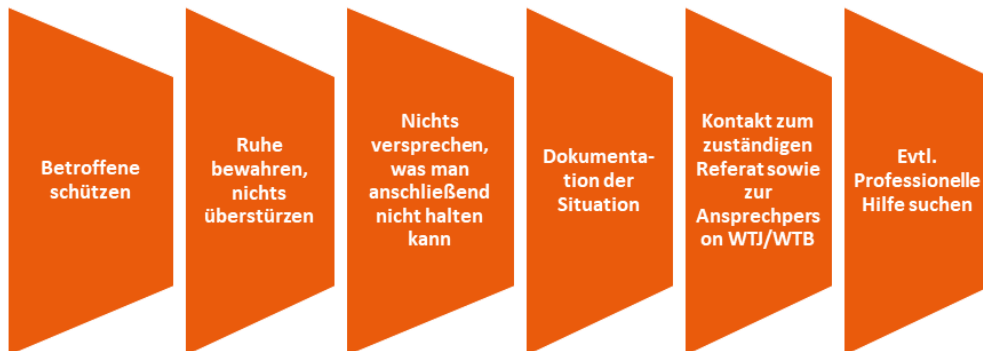 Betroffene
schützen
Ruhe
bewahren,
nichts
überstürzen
Nichts
versprechen,
was man
anschließend
nicht halten
kann
Dokumenta-
tion der
Situation
Kontakt zum
zuständigen
Referat sowie
zur
Ansprechpers
on WTJ/WTB
Evtl.
Professionelle
Hilfe suchen